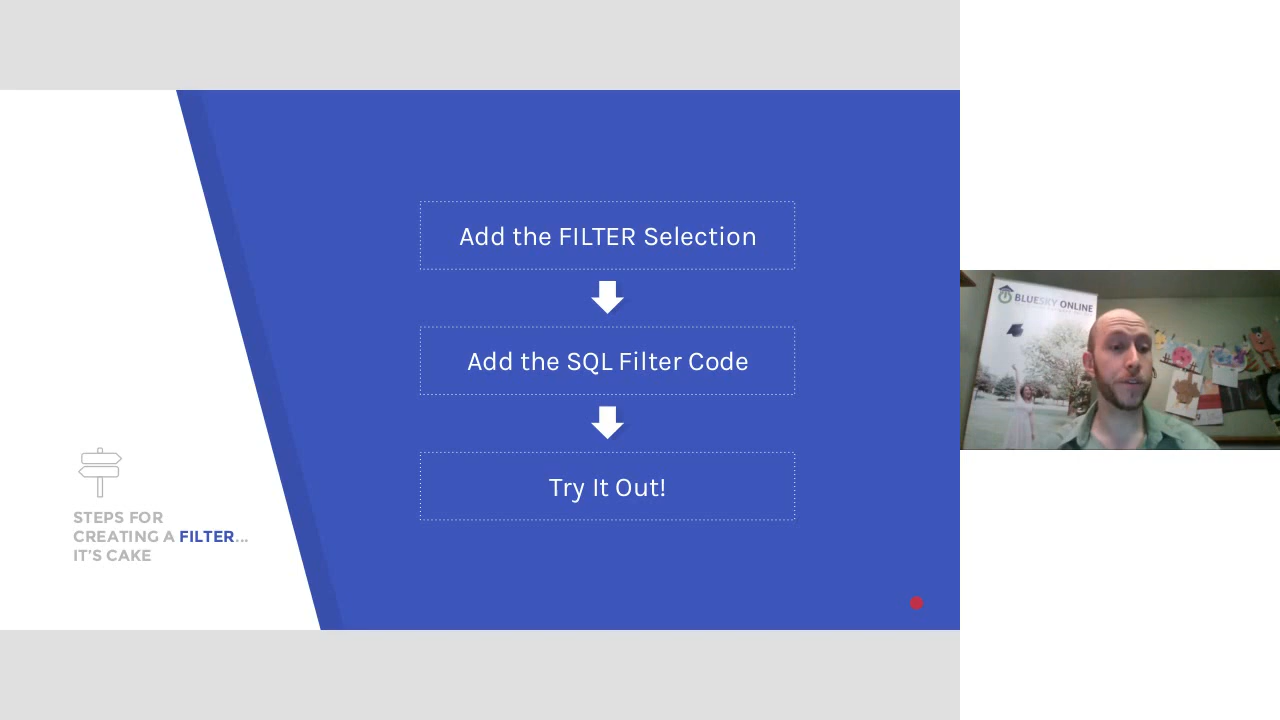 Add the FILTER Selection
Add the SQL Filter Code
Try It Out!
STEPS FOR
CREATING A FILTER...
IT'S CAKE
BLUESKY ONLINE